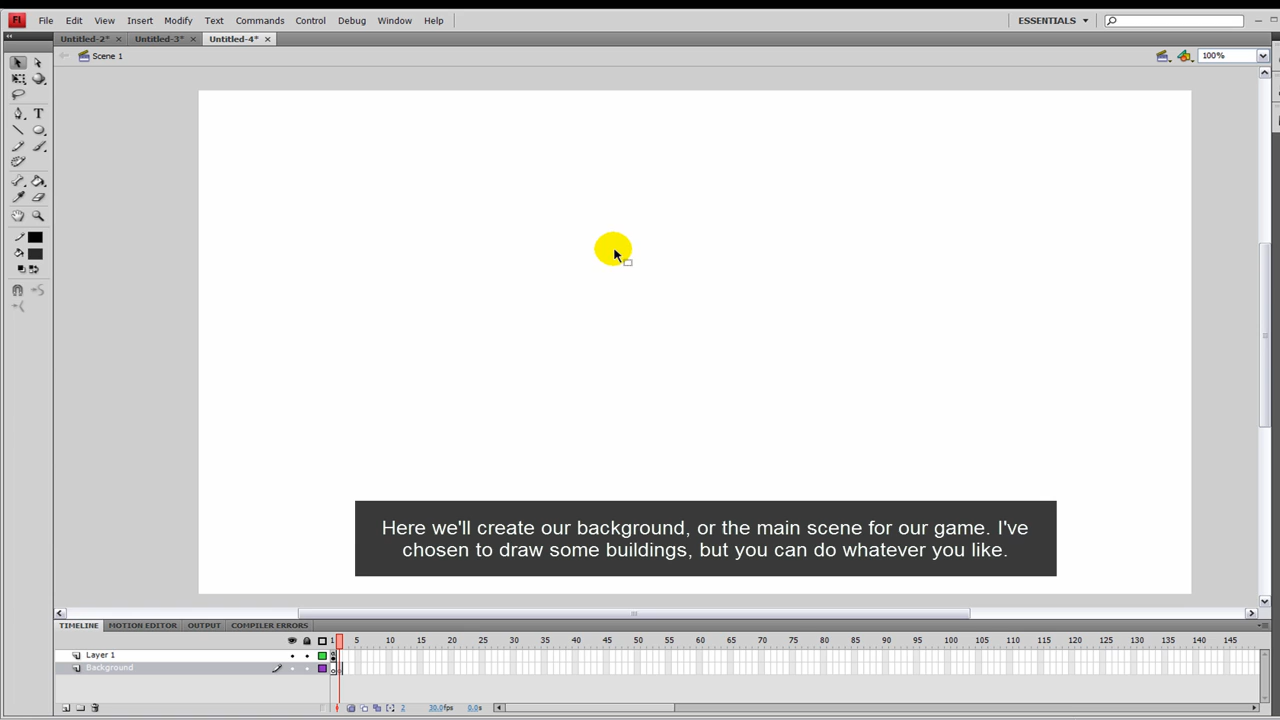 Fl File Edit View Insert Modify Text Commands Control Debug Window Help ESSENTIALS
Untitled-2* Untitled-3* Untitled-4*
Scene 1 100%
Here we'll create our background, or the main scene for our game. I've
chosen to draw some buildings, but you can do whatever you like.
TIMELINE MOTION EDITOR OUTPUT COMPILER ERRORS
1 5 10 15 20 25 30 35 40 45 50 55 60 65 70 75 80 85 90 95 100 105 110 115 120 125 130 135 140 145
Layer 1
Background
2 30.0fps 0.0s